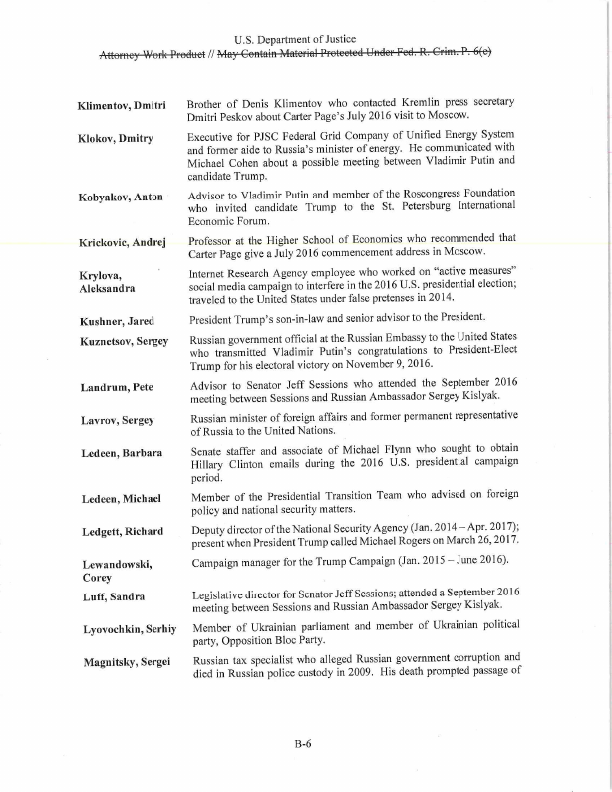 U.S. Department of Justice
Attorney Work Product // May Contain Material Protected Under Fed. R. Crim. P. 6(e)
Klimentov, Dmitri Brother of Denis Klimentov who contacted Kremlin press secretary
Dmitri Peskov about Carter Page's July 2016 visit to Moscow.
Klokov, Dmitry Executive for PJSC Federal Grid Company of Unified Energy System
and former aide to Russia's minister of energy. He communicated with
Michael Cohen about a possible meeting between Vladimir Putin and
candidate Trump.
Kobyakov, Anton Advisor to Vladimir Putin and member of the Roscongress Foundation
who invited candidate Trump to the St. Petersburg International
Economic Forum.
Krickovic, Andrej Professor at the Higher School of Economics who recommended that
Carter Page give a July 2016 commencement address in Moscow.
Krylova, Internet Research Agency employee who worked on "active measures"
Aleksandra social media campaign to interfere in the 2016 U.S. presidential election;
traveled to the United States under false pretenses in 2014.
Kushner, Jared President Trump's son-in-law and senior advisor to the President.
Kuznetsov, Sergey Russian government official at the Russian Embassy to the United States
who transmitted Vladimir Putin's congratulations to President-Elect
Trump for his electoral victory on November 9, 2016.
Landrum, Pete Advisor to Senator Jeff Sessions who attended the September 2016
meeting between Sessions and Russian Ambassador Sergey Kislyak.
Lavrov, Sergey Russian minister of foreign affairs and former permanent representative
of Russia to the United Nations.
Ledeen, Barbara Senate staffer and associate of Michael Flynn who sought to obtain
Hillary Clinton emails during the 2016 U.S. presidential campaign
period.
Ledeen, Michael Member of the Presidential Transition Team who advised on foreign
policy and national security matters.
Ledgett, Richard Deputy director of the National Security Agency (Jan. 2014 – Apr. 2017);
present when President Trump called Michael Rogers on March 26, 2017.
Lewandowski, Campaign manager for the Trump Campaign (Jan. 2015 – June 2016).
Corey
Luff, Sandra Legislative director for Senator Jeff Sessions; attended a September 2016
meeting between Sessions and Russian Ambassador Sergey Kislyak.
Lyovochkin, Serhiy Member of Ukrainian parliament and member of Ukrainian political
party, Opposition Bloc Party.
Magnitsky, Sergei Russian tax specialist who alleged Russian government corruption and
died in Russian police custody in 2009. His death prompted passage of
B-6